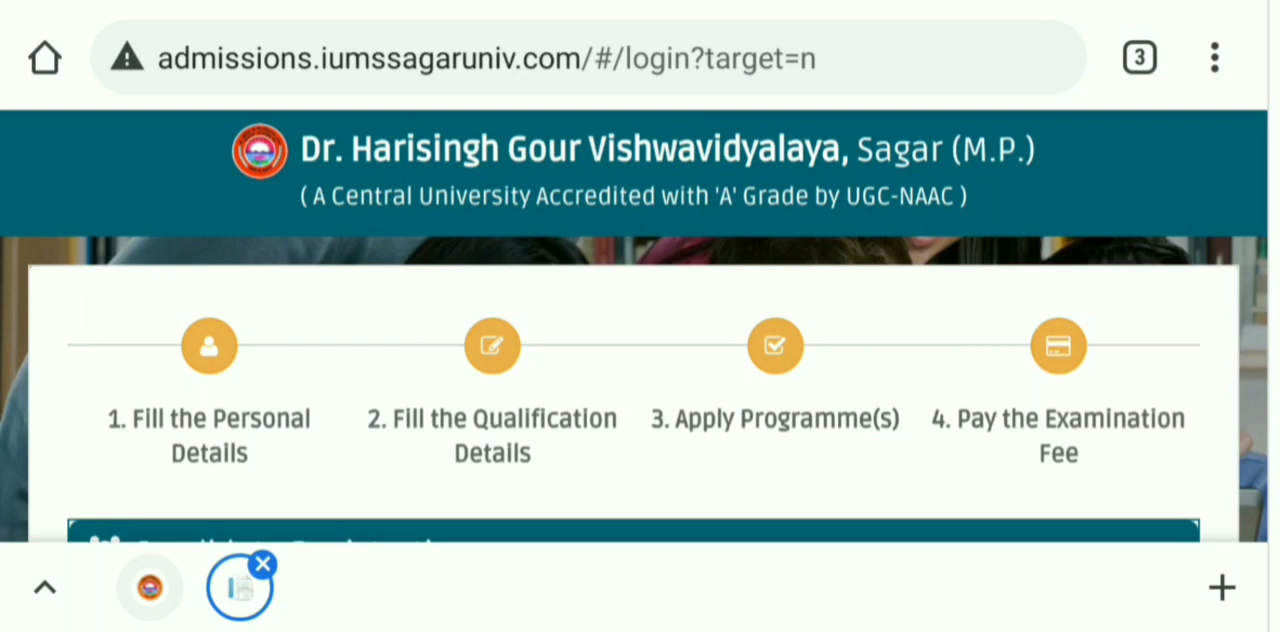 admissions.iumssagaruniv.com/#/login?target=n
3
Dr. Harisingh Gour Vishwavidyalaya, Sagar (M.P.)
( A Central University Accredited with 'A' Grade by UGC-NAAC )
1. Fill the Personal Details
2. Fill the Qualification Details
3. Apply Programme(s)
4. Pay the Examination Fee